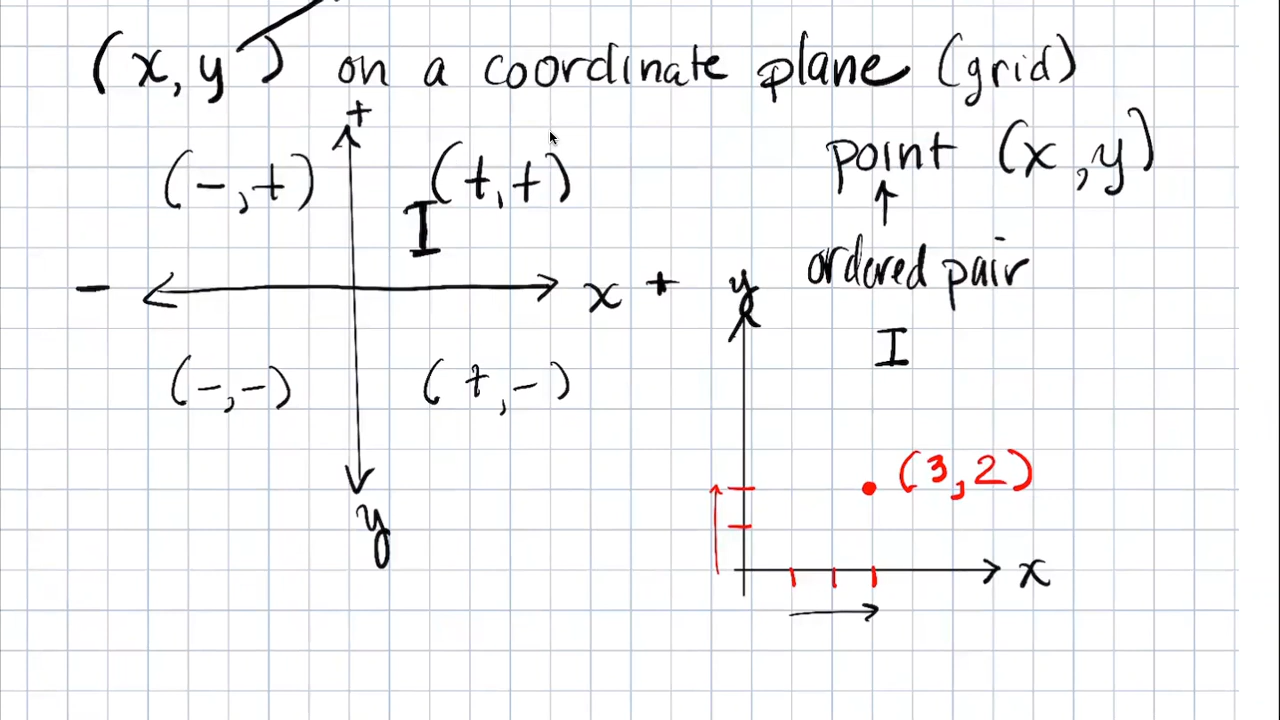 (x, y) on a coordinate plane (grid)
+
(-, +) (+, +)
I
point (x, y)
ordered pair
- x +
(-, -) (+, -)
y
y
I
(3, 2)
x